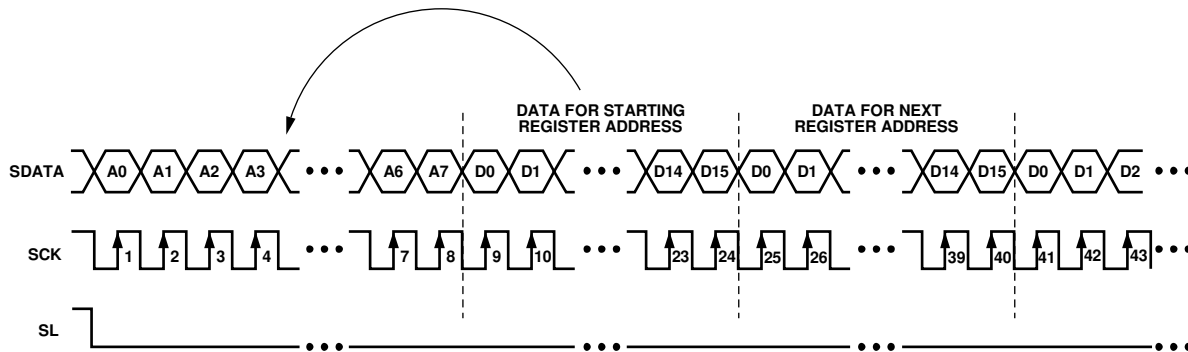 DATA FOR STARTING
REGISTER ADDRESS
DATA FOR NEXT
REGISTER ADDRESS
SDATA A0 A1 A2 A3 ••• A6 A7 D0 D1 ••• D14 D15 D0 D1 ••• D14 D15 D0 D1 D2 •••
SCK 1 2 3 4 ••• 7 8 9 10 ••• 23 24 25 26 ••• 39 40 41 42 43 •••
SL ••• ••• ••• •••